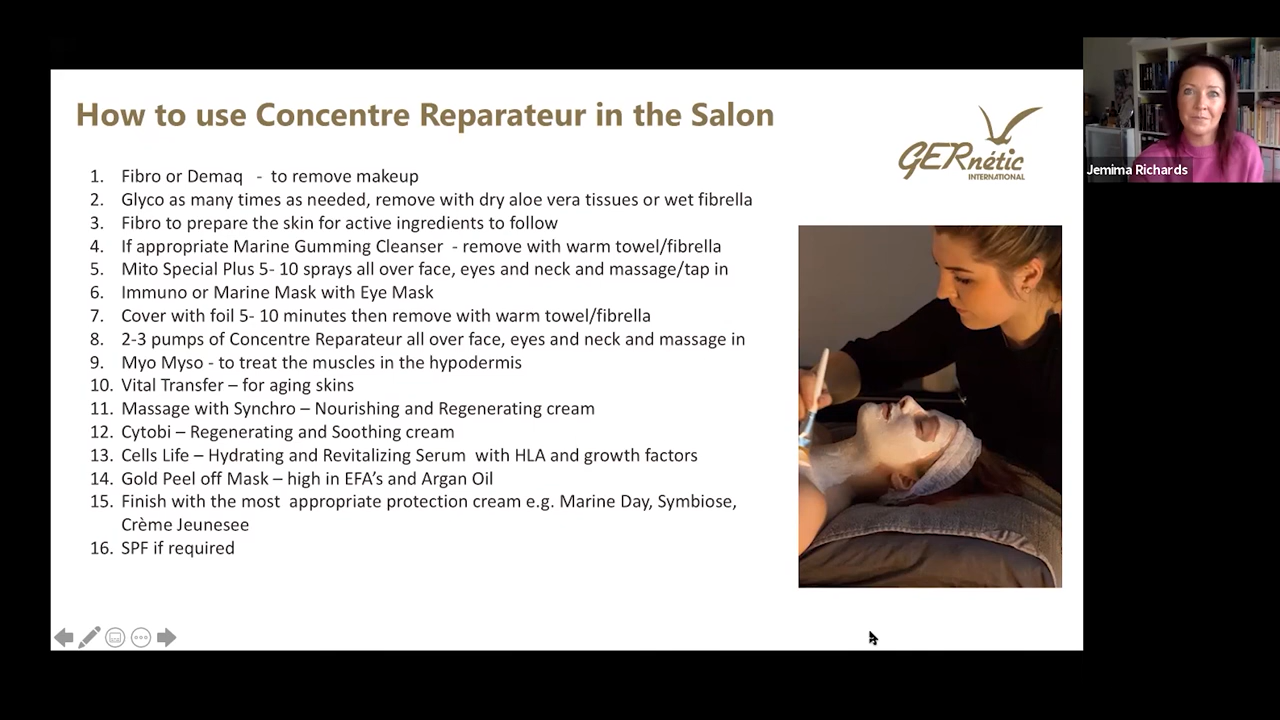 How to use Concentre Reparateur in the Salon
GERnétic
INTERNATIONAL
1. Fibro or Demaq - to remove makeup
2. Glyco as many times as needed, remove with dry aloe vera tissues or wet fibrella
3. Fibro to prepare the skin for active ingredients to follow
4. If appropriate Marine Gumming Cleanser - remove with warm towel/fibrella
5. Mito Special Plus 5- 10 sprays all over face, eyes and neck and massage/tap in
6. Immuno or Marine Mask with Eye Mask
7. Cover with foil 5- 10 minutes then remove with warm towel/fibrella
8. 2-3 pumps of Concentre Reparateur all over face, eyes and neck and massage in
9. Myo Myso - to treat the muscles in the hypodermis
10. Vital Transfer – for aging skins
11. Massage with Synchro – Nourishing and Regenerating cream
12. Cytobi – Regenerating and Soothing cream
13. Cells Life – Hydrating and Revitalizing Serum with HLA and growth factors
14. Gold Peel off Mask – high in EFA’s and Argan Oil
15. Finish with the most appropriate protection cream e.g. Marine Day, Symbiose,
Crème Jeunesee
16. SPF if required
Jemima Richards